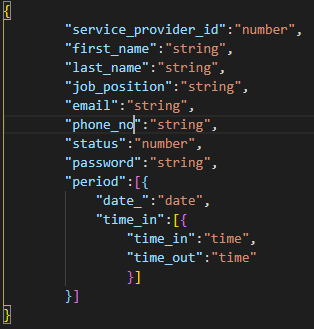 {
"service_provider_id":"number",
"first_name":"string",
"last_name":"string",
"job_position":"string",
"email":"string",
"phone_no":"string",
"status":"number",
"password":"string",
"period":[{
"date_":"date",
"time_in":[{
"time_in":"time",
"time_out":"time"
}]
}]
}